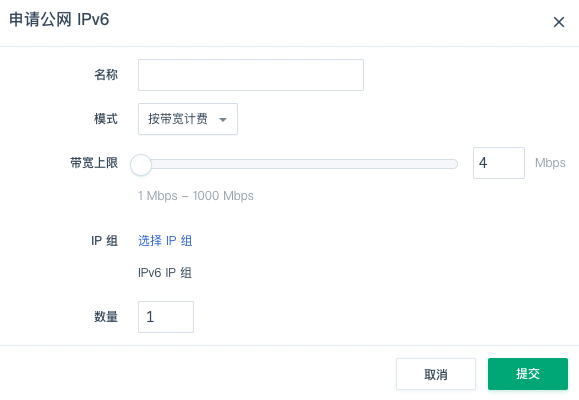 申请公网 IPv6
名称
模式 按带宽计费
带宽上限 4 Mbps
1 Mbps – 1000 Mbps
IP 组 选择 IP 组
IPv6 IP 组
数量 1
取消 提交